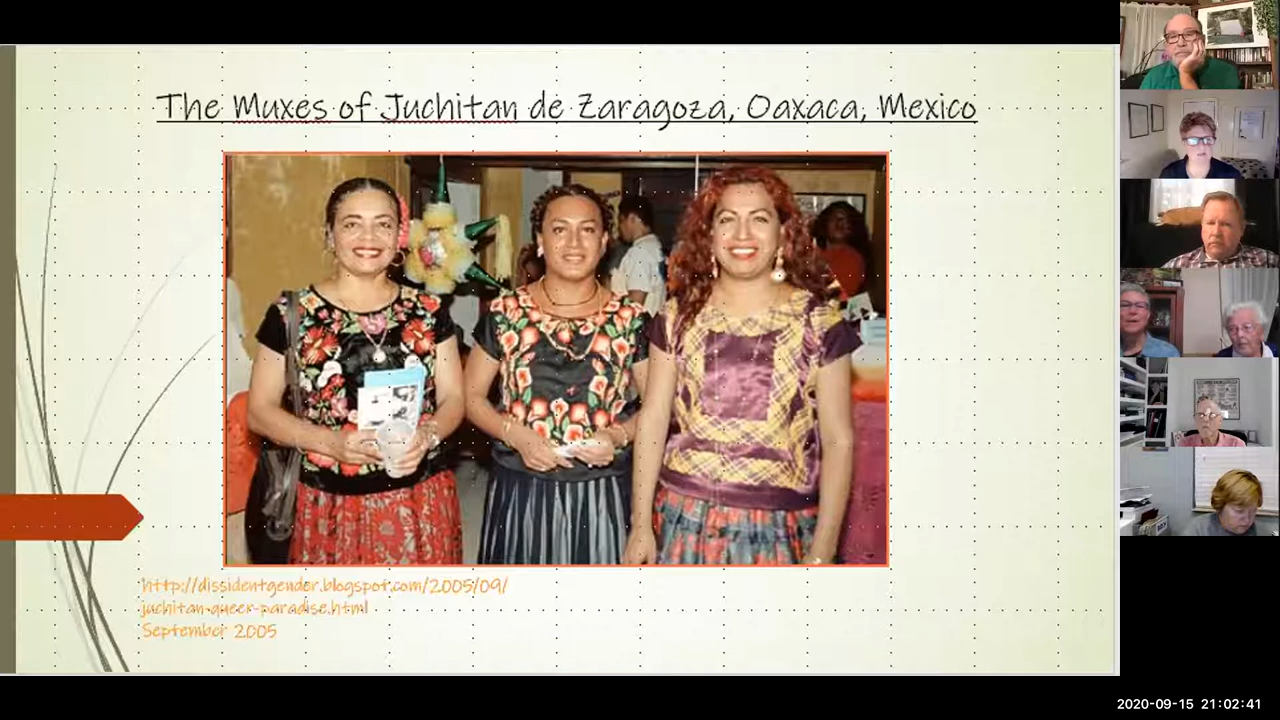 The Muxes of Juchitan de Zaragoza, Oaxaca, Mexico
http://dissidentgender.blogspot.com/2005/09/
juchitan-queer-paradise.html
September 2005
2020-09-15 21:02:41